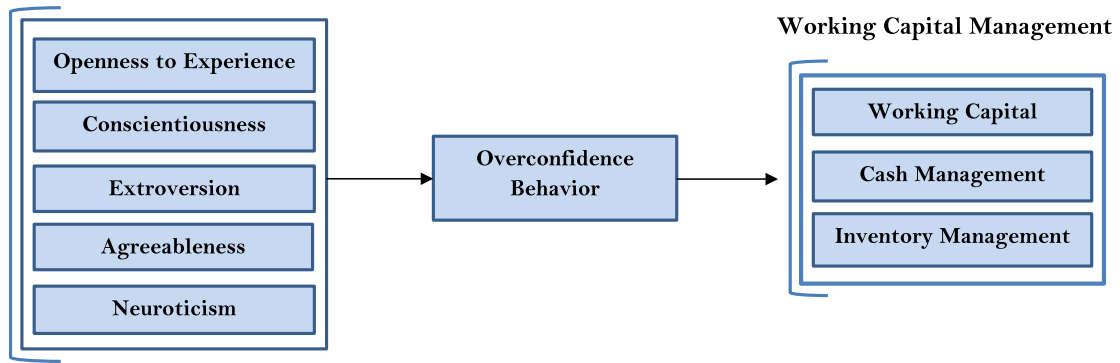 Openness to Experience
Conscientiousness
Extroversion
Agreeableness
Neuroticism
Overconfidence
Behavior
Working Capital Management
Working Capital
Cash Management
Inventory Management